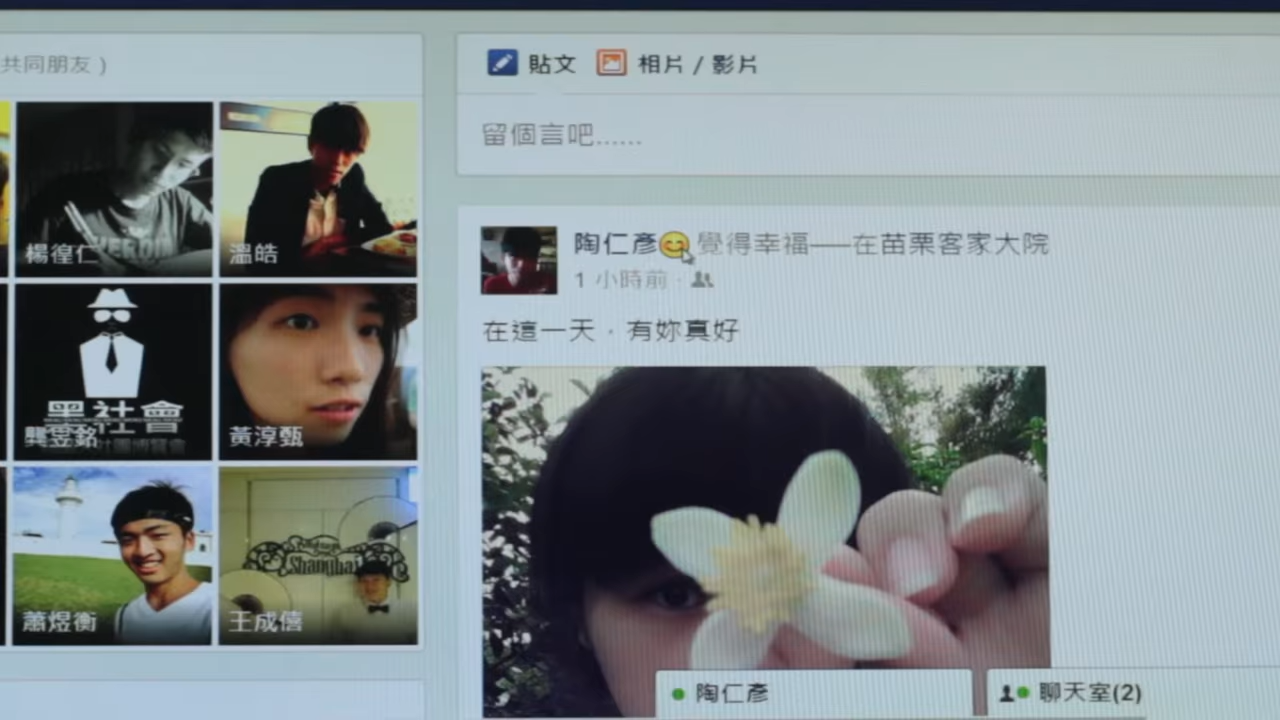 共同朋友 )
楊徨仁
溫皓
黑社會
龔昱銘
黃淳甄
Shanghai
蕭煜衡
王成僖
貼文 相片 / 影片
留個言吧......
陶仁彥😊覺得幸福——在苗栗客家大院
1 小時前 ·
在這一天，有妳真好
陶仁彥
聊天室(2)